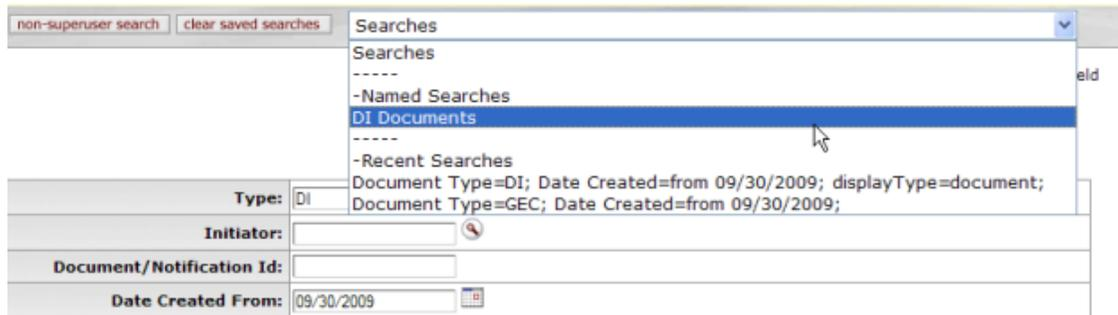 non-superuser search clear saved searches Searches
Searches
-----
-Named Searches
DI Documents
-----
-Recent Searches
Document Type=DI; Date Created=from 09/30/2009; displayType=document;
Document Type=GEC; Date Created=from 09/30/2009;
eld
Type: DI
Initiator:
Document/Notification Id:
Date Created From: 09/30/2009